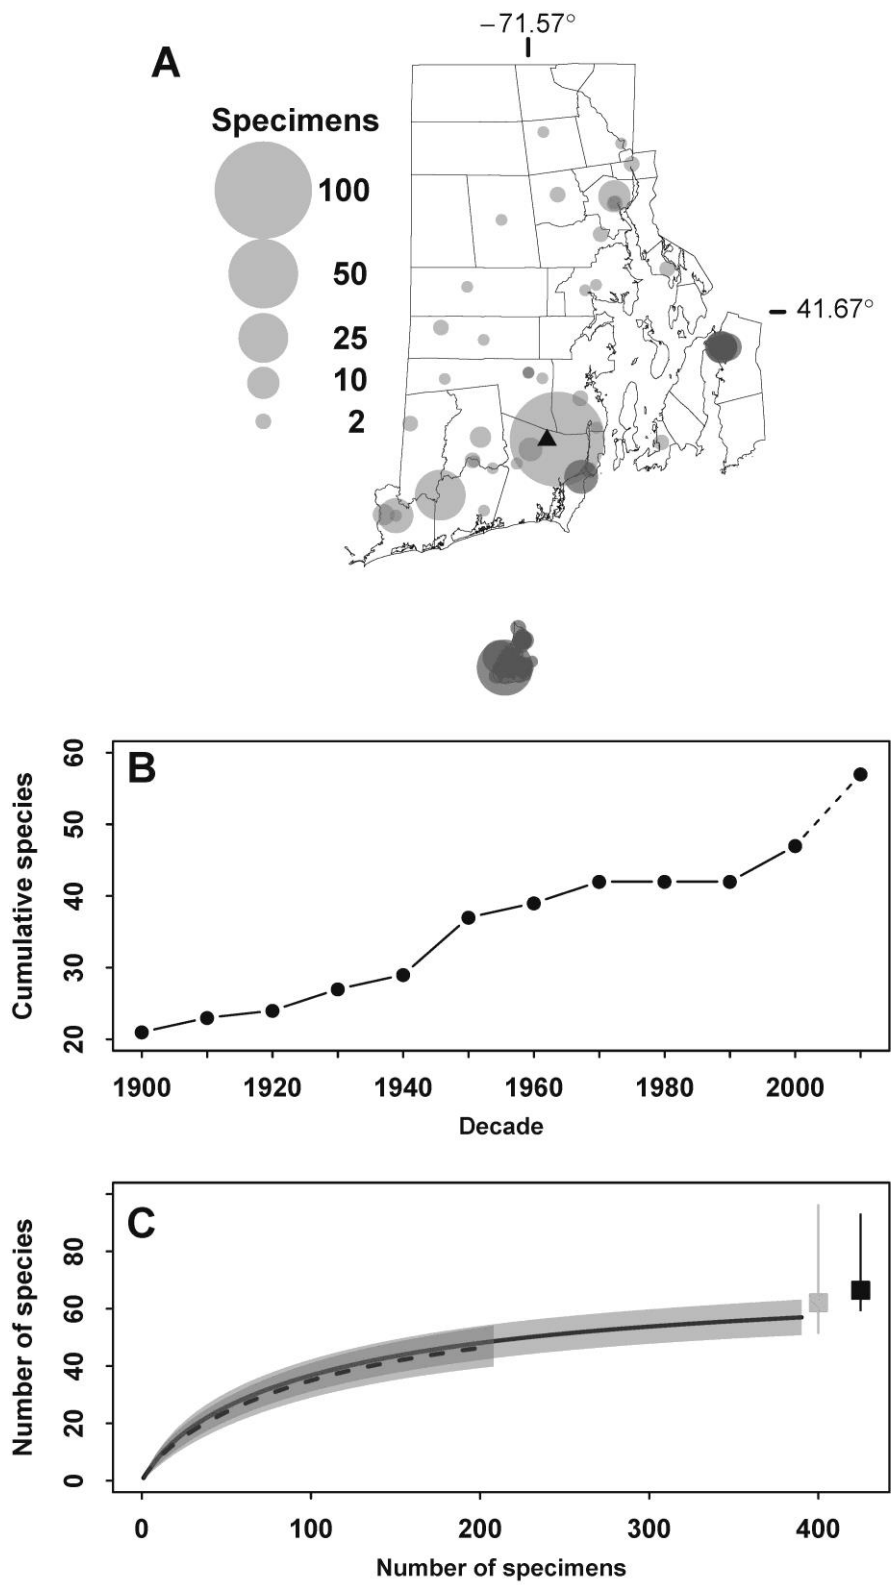 −71.57°
A
Specimens
100
50
25
10
2
41.67°
B
Cumulative species
60
50
40
30
20
1900 1920 1940 1960 1980 2000
Decade
C
Number of species
80
60
40
20
0
0 100 200 300 400
Number of specimens